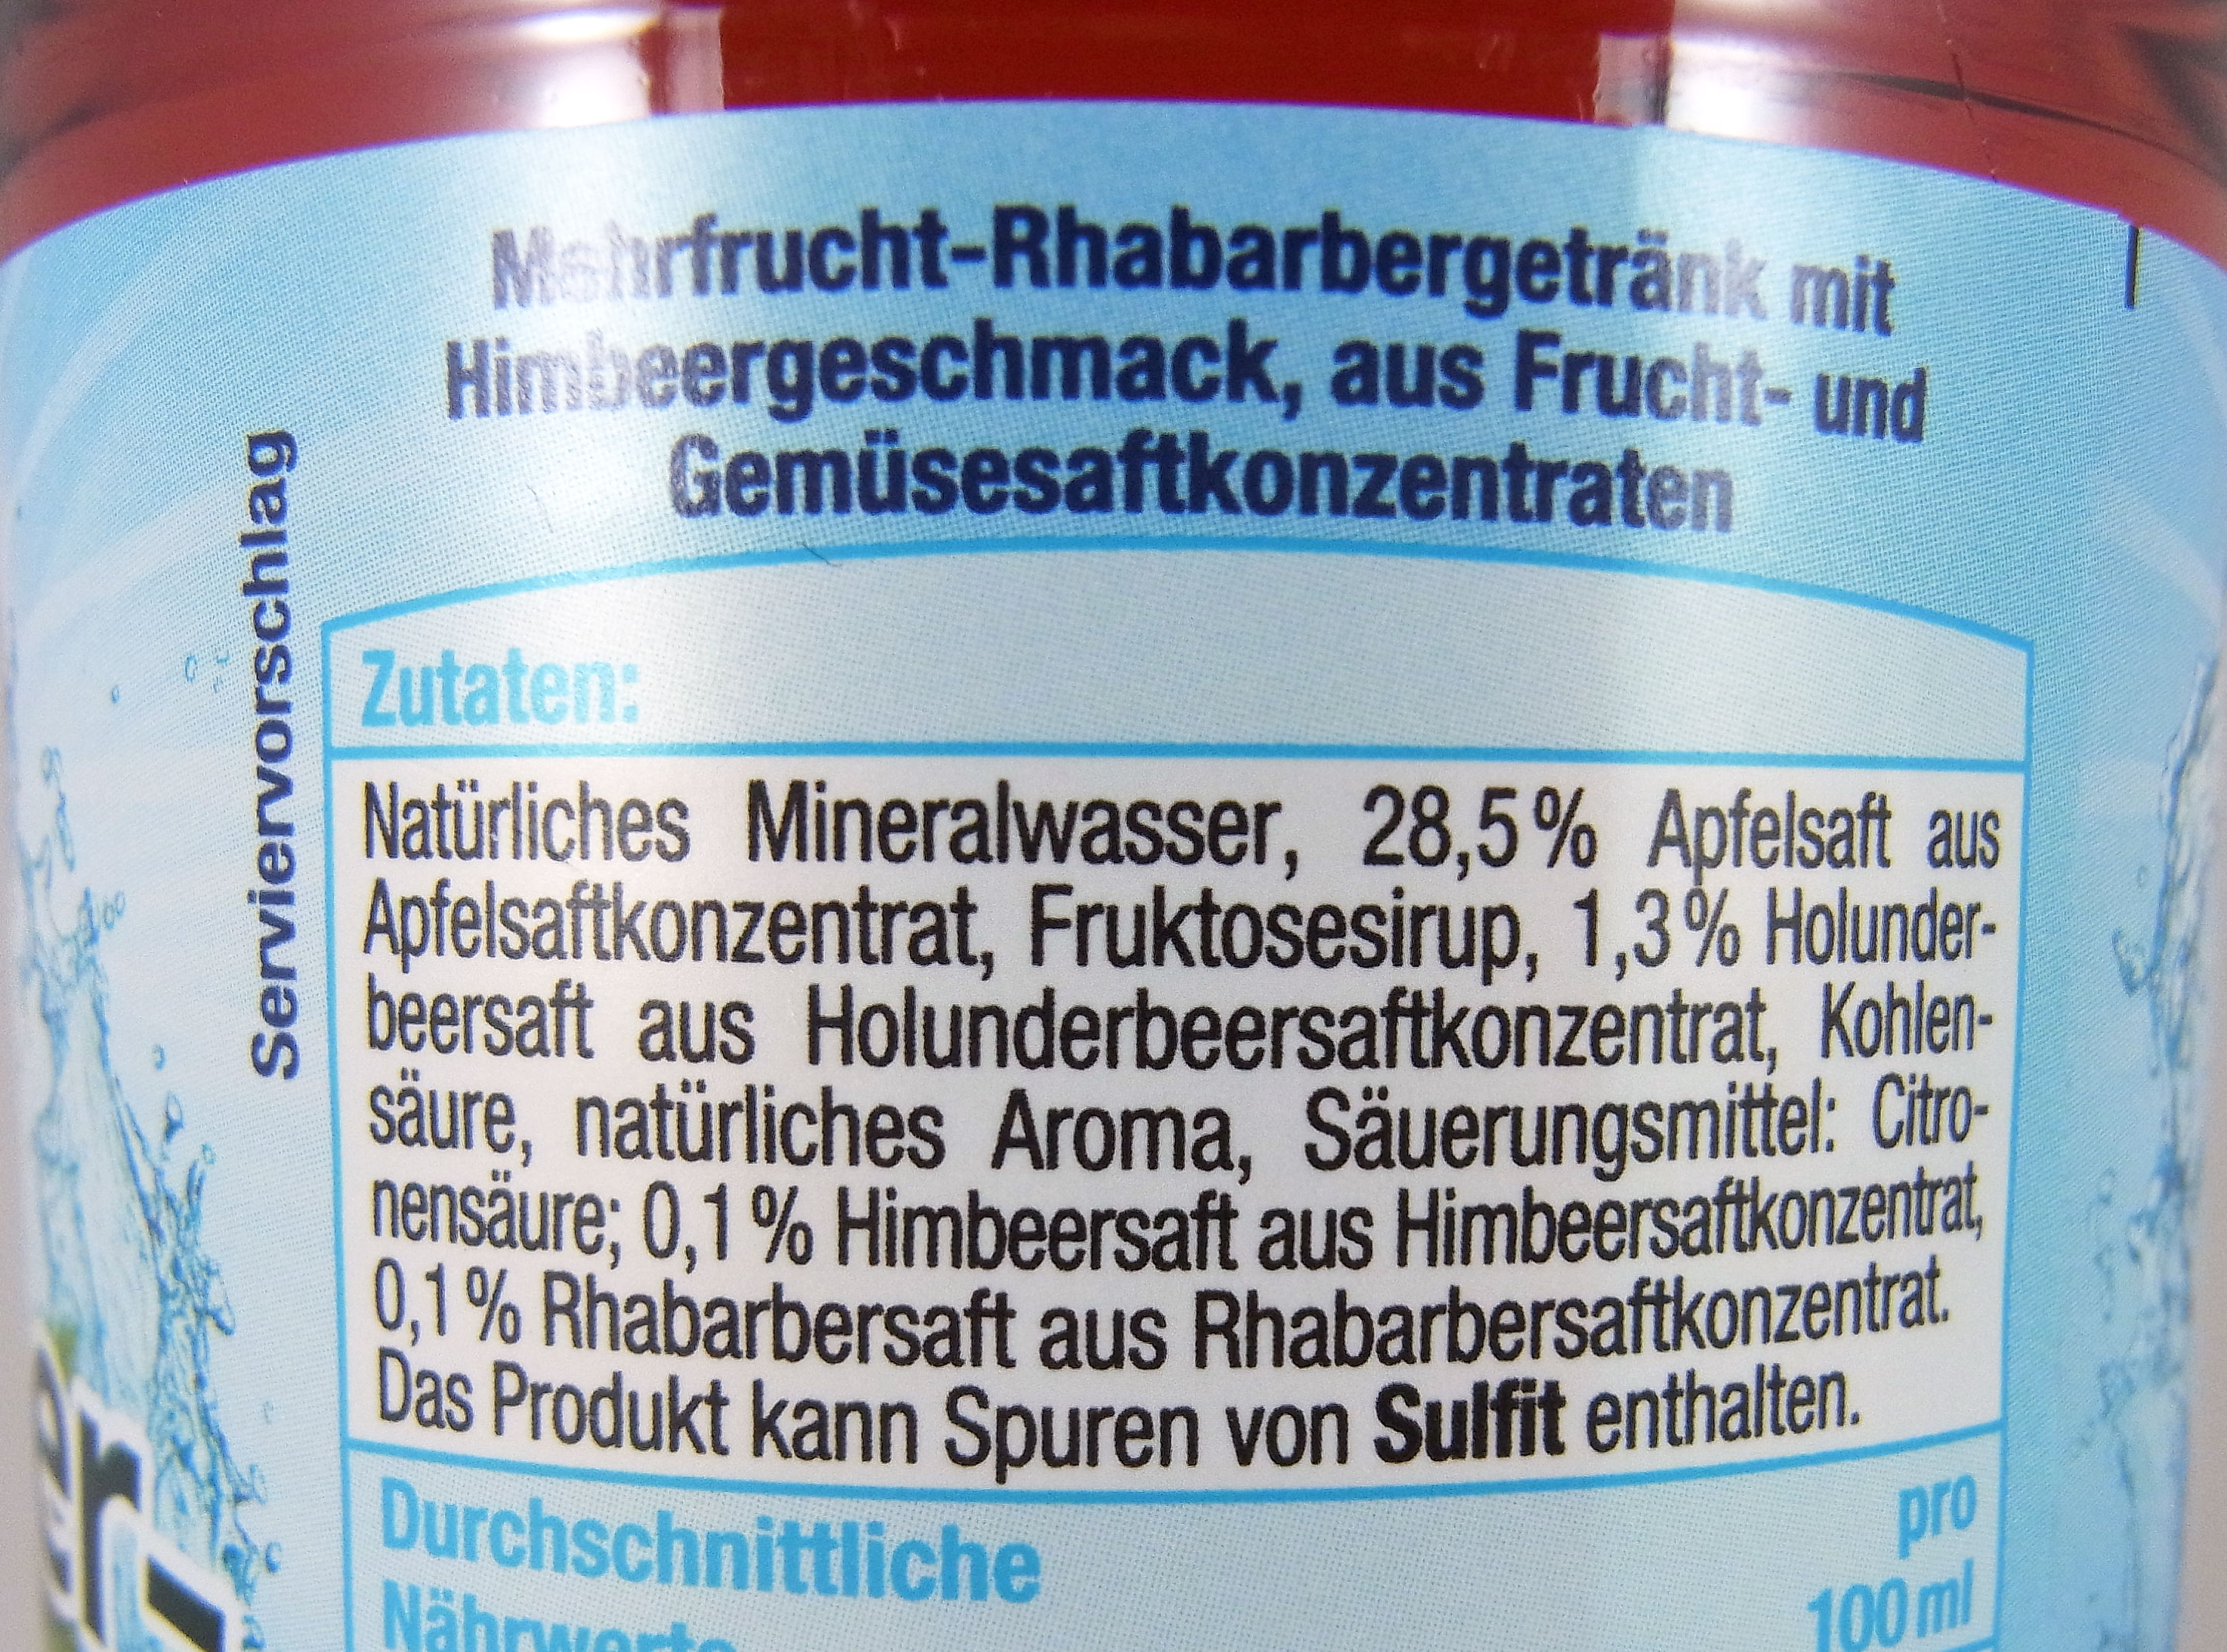 Mehrfrucht-Rhabarbergetränk mit
Himbeergeschmack, aus Frucht- und
Gemüsesaftkonzentraten
Serviervorschlag
Zutaten:
Natürliches Mineralwasser, 28,5% Apfelsaft aus
Apfelsaftkonzentrat, Fruktosesirup, 1,3% Holunder-
beersaft aus Holunderbeersaftkonzentrat, Kohlen-
säure, natürliches Aroma, Säuerungsmittel: Citro-
nensäure; 0,1% Himbeersaft aus Himbeersaftkonzentrat,
0,1% Rhabarbersaft aus Rhabarbersaftkonzentrat.
Das Produkt kann Spuren von Sulfit enthalten.
Durchschnittliche pro
Nährwerte 100 ml